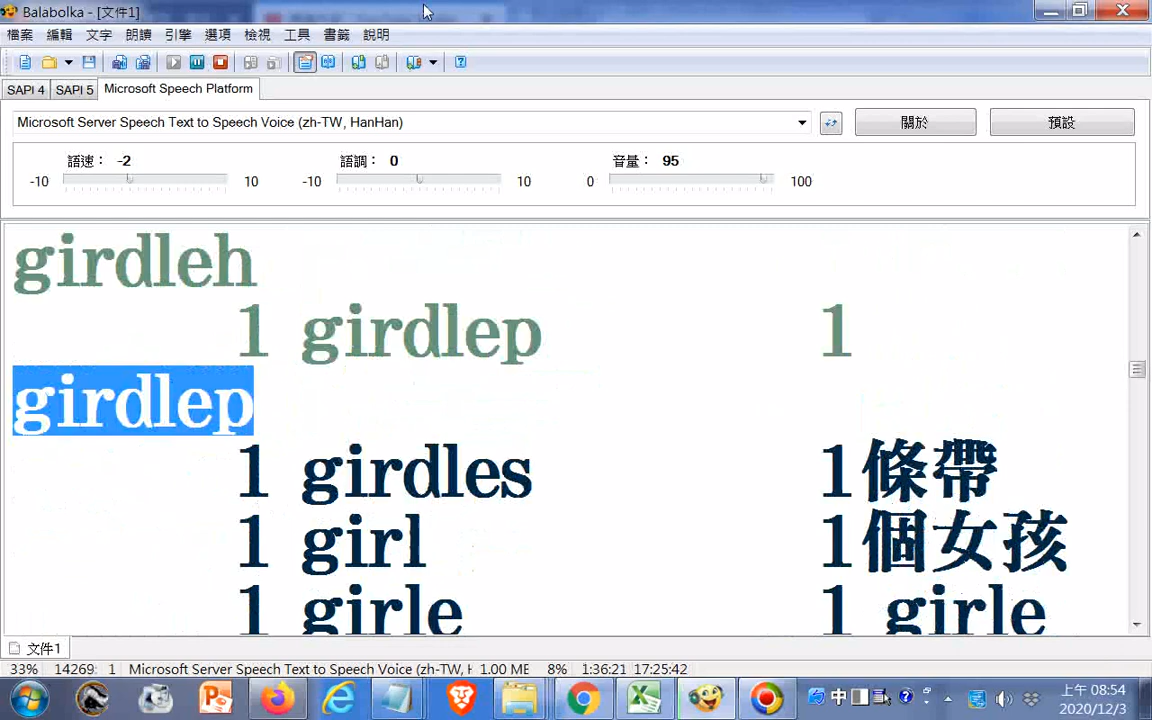 Balabolka - [文件1]
檔案 編輯 文字 朗讀 引擎 選項 檢視 工具 書籤 說明
SAPI 4 SAPI 5 Microsoft Speech Platform
Microsoft Server Speech Text to Speech Voice (zh-TW, HanHan) 關於 預設
語速： -2 語調： 0 音量： 95
-10 10 -10 10 0 100
girdleh
1 girdlep 1
girdlep
1 girdles 1條帶
1 girl 1個女孩
1 girle 1 girle
文件1
33% 14269: 1 Microsoft Server Speech Text to Speech Voice (zh-TW, H 1.00 ME 8% 1:36:21 17:25:42
中 上午 08:54
2020/12/3